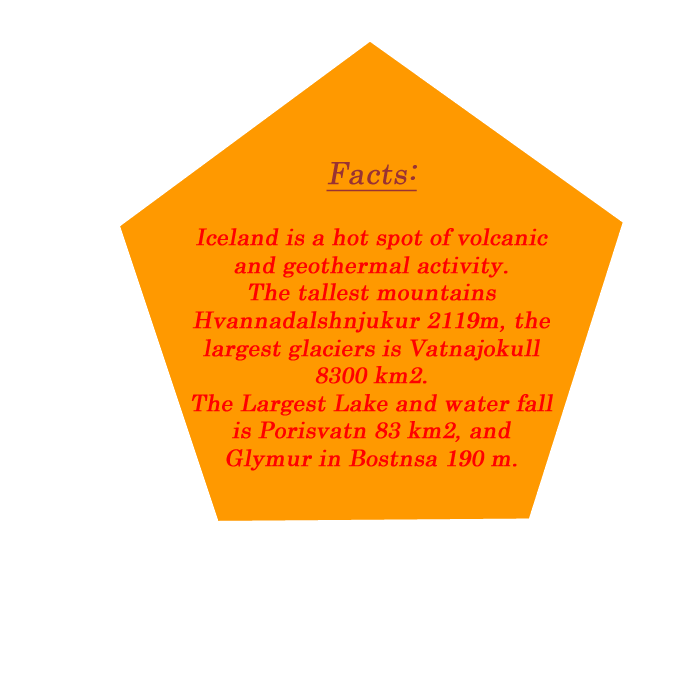 Facts:
Iceland is a hot spot of volcanic
and geothermal activity.
The tallest mountains
Hvannadalshnjukur 2119m, the
largest glaciers is Vatnajokull
8300 km2.
The Largest Lake and water fall
is Porisvatn 83 km2, and
Glymur in Bostnsa 190 m.